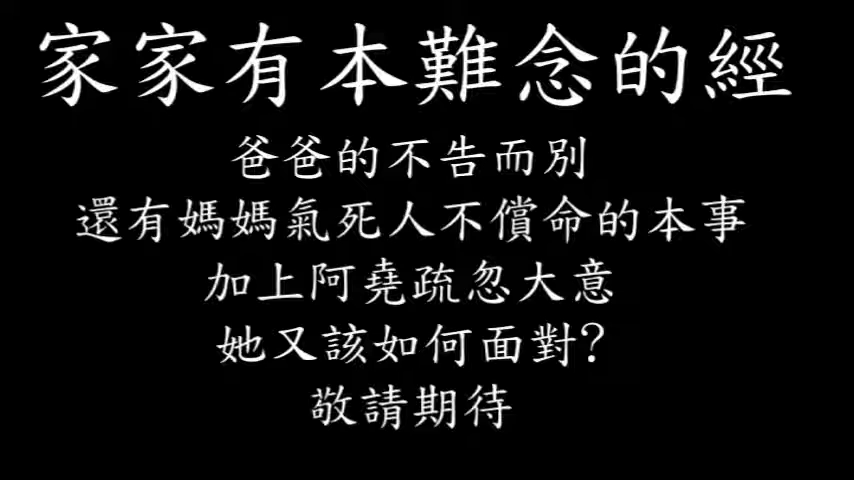 家家有本難念的經
爸爸的不告而別
還有媽媽氣死人不償命的本事
加上阿堯疏忽大意
她又該如何面對?
敬請期待